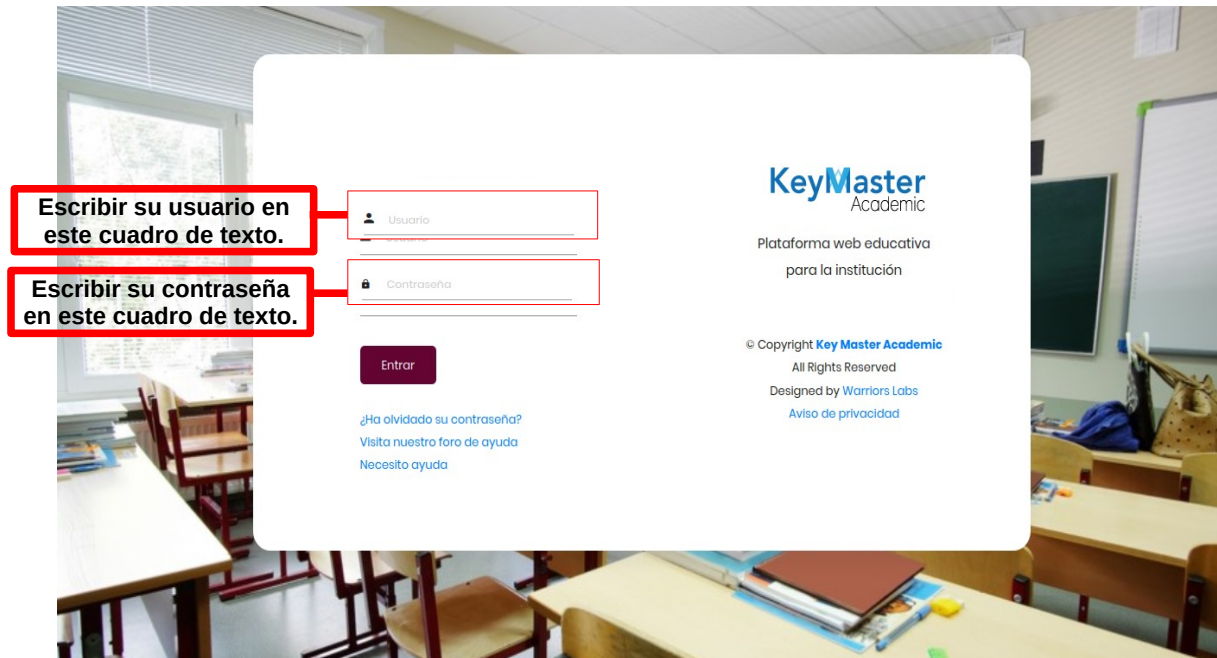 Escribir su usuario en
este cuadro de texto.
Usuario
Escribir su contraseña
en este cuadro de texto.
Contraseña
Entrar
¿Ha olvidado su contraseña?
Visita nuestro foro de ayuda
Necesito ayuda
KeyMaster
Academic
Plataforma web educativa
para la institución
© Copyright Key Master Academic
All Rights Reserved
Designed by Warriors Labs
Aviso de privacidad